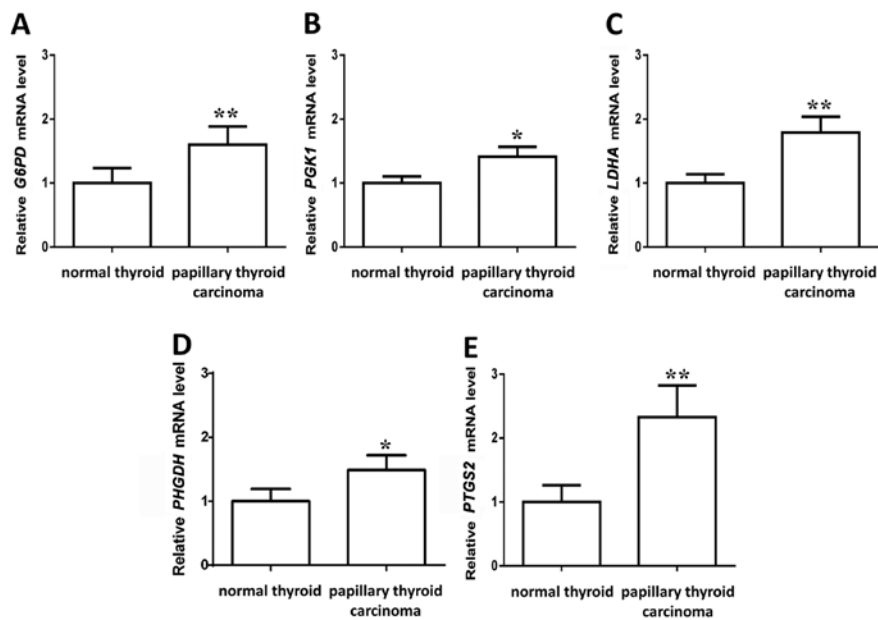 A
Relative G6PD mRNA level
3
2
1
0
**
normal thyroid
papillary thyroid
carcinoma
B
Relative PGK1 mRNA level
3
2
1
0
*
normal thyroid
papillary thyroid
carcinoma
C
Relative LDHA mRNA level
3
2
1
0
**
normal thyroid
papillary thyroid
carcinoma
D
Relative PHGDH mRNA level
3
2
1
0
*
normal thyroid
papillary thyroid
carcinoma
E
Relative PTGS2 mRNA level
3
2
1
0
**
normal thyroid
papillary thyroid
carcinoma